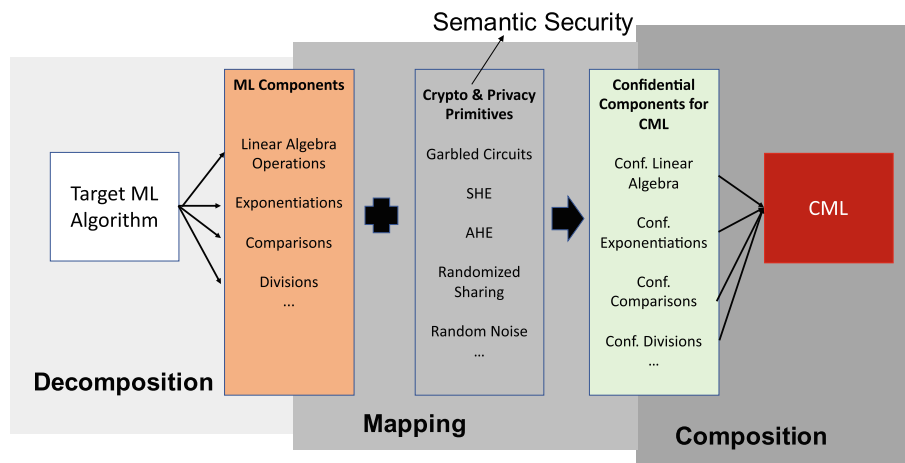 Semantic Security
Target ML
Algorithm
ML Components
Linear Algebra
Operations
Exponentiations
Comparisons
Divisions
...
Crypto & Privacy
Primitives
Garbled Circuits
SHE
AHE
Randomized
Sharing
Random Noise
...
Confidential
Components for
CML
Conf. Linear
Algebra
Conf.
Exponentiations
Conf.
Comparisons
Conf. Divisions
...
CML
Decomposition
Mapping
Composition